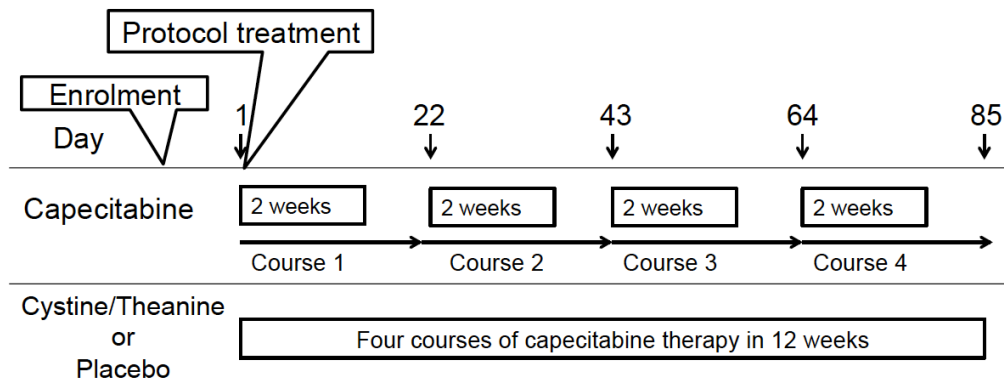 Protocol treatment
Enrolment
Day
1
22
43
64
85
Capecitabine
2 weeks
2 weeks
2 weeks
2 weeks
Course 1
Course 2
Course 3
Course 4
Cystine/Theanine
or
Placebo
Four courses of capecitabine therapy in 12 weeks